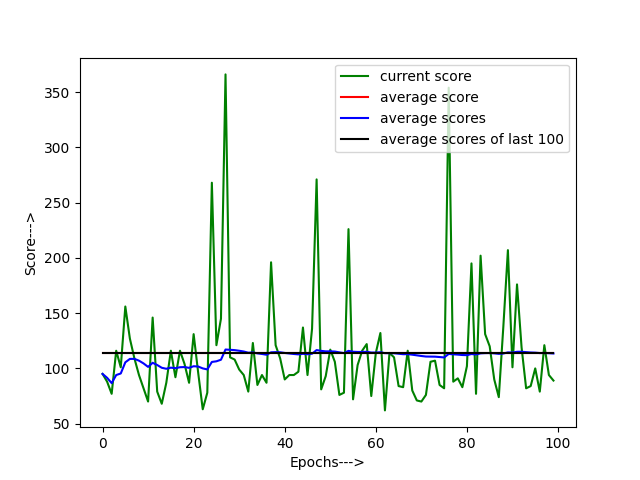 current score
average score
average scores
average scores of last 100
350
300
250
200
150
100
50
Score--->
0
20
40
60
80
100
Epochs--->